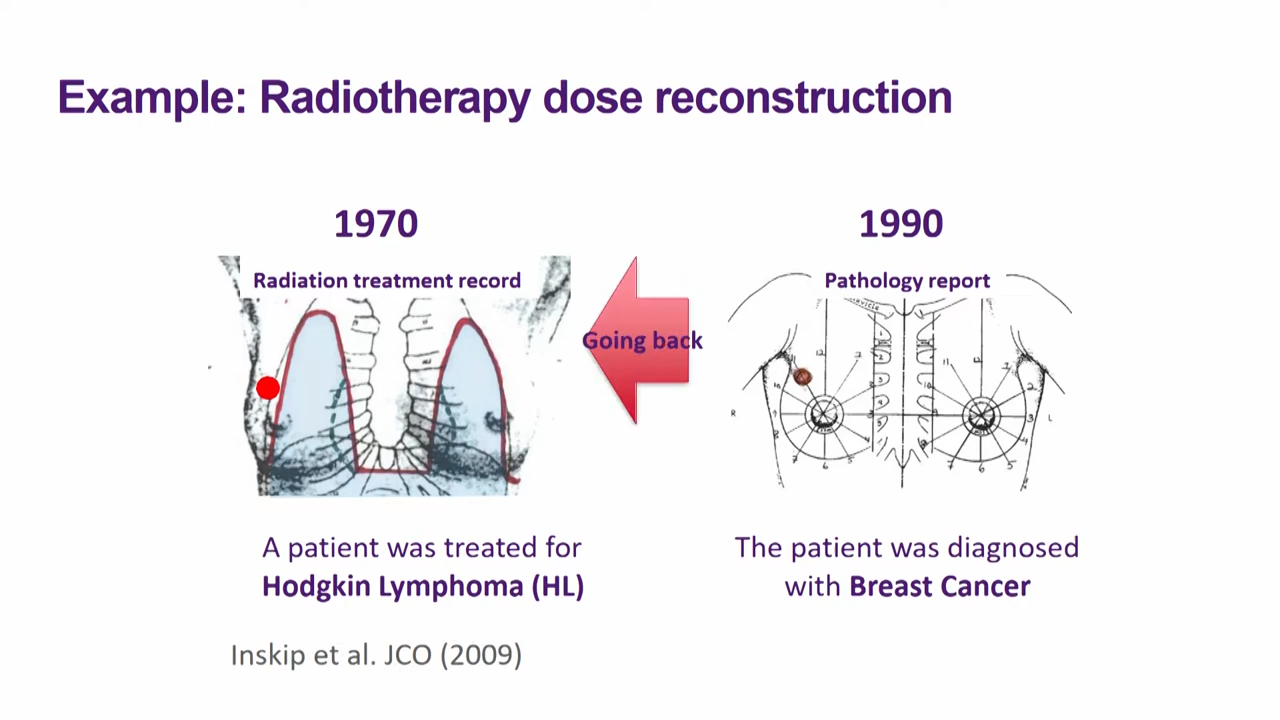 Example: Radiotherapy dose reconstruction
1970
Radiation treatment record
A patient was treated for
Hodgkin Lymphoma (HL)
Going back
1990
Pathology report
R
L
The patient was diagnosed
with Breast Cancer
Inskip et al. JCO (2009)